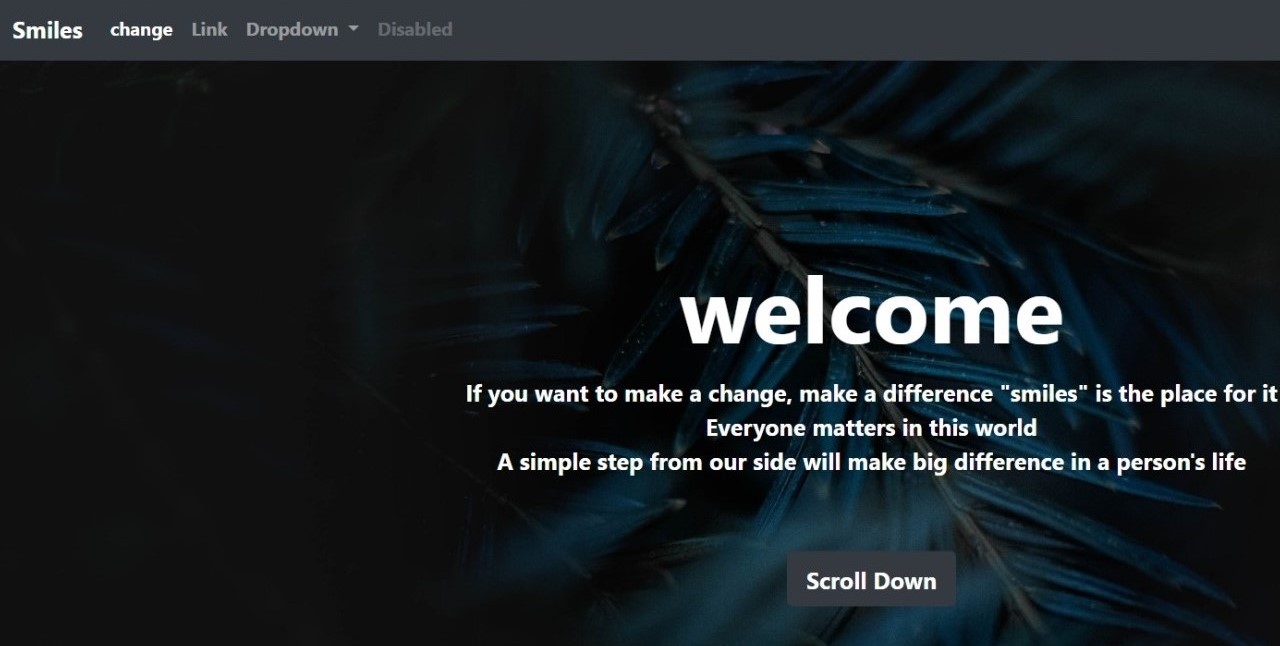 Smiles change Link Dropdown Disabled
welcome
If you want to make a change, make a difference "smiles" is the place for it
Everyone matters in this world
A simple step from our side will make big difference in a person's life
Scroll Down